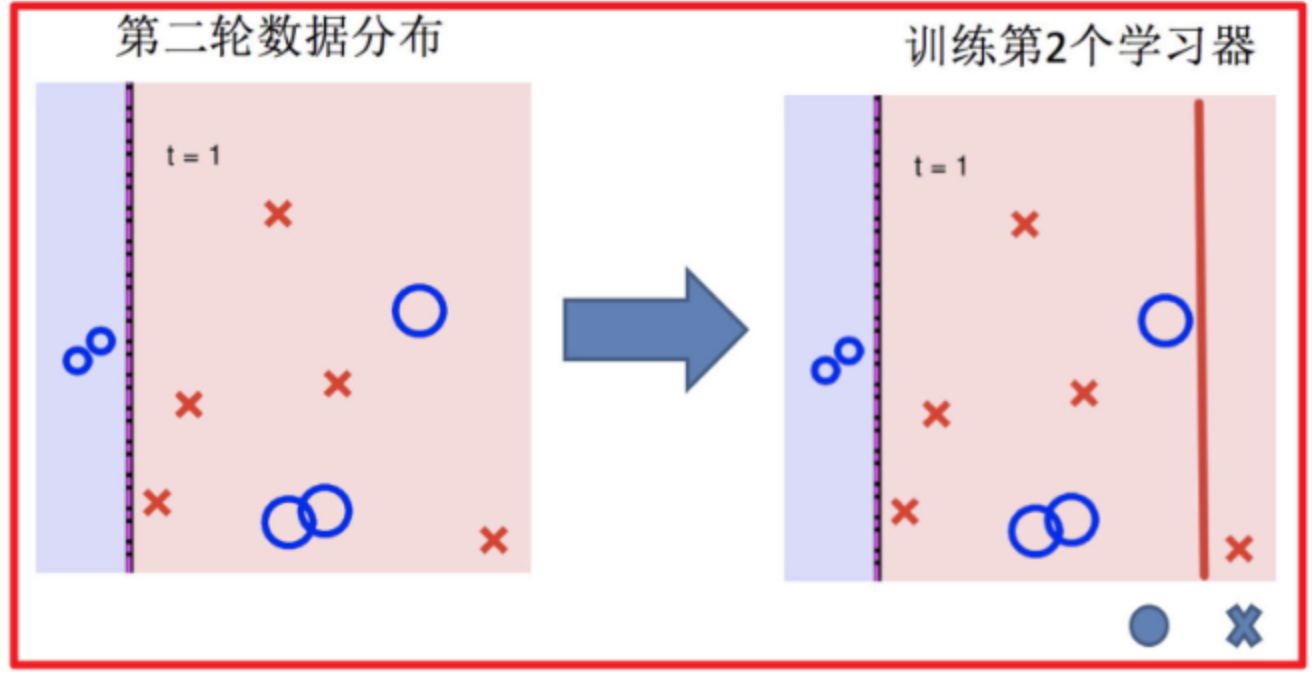 第二轮数据分布
训练第2个学习器
t = 1
t = 1